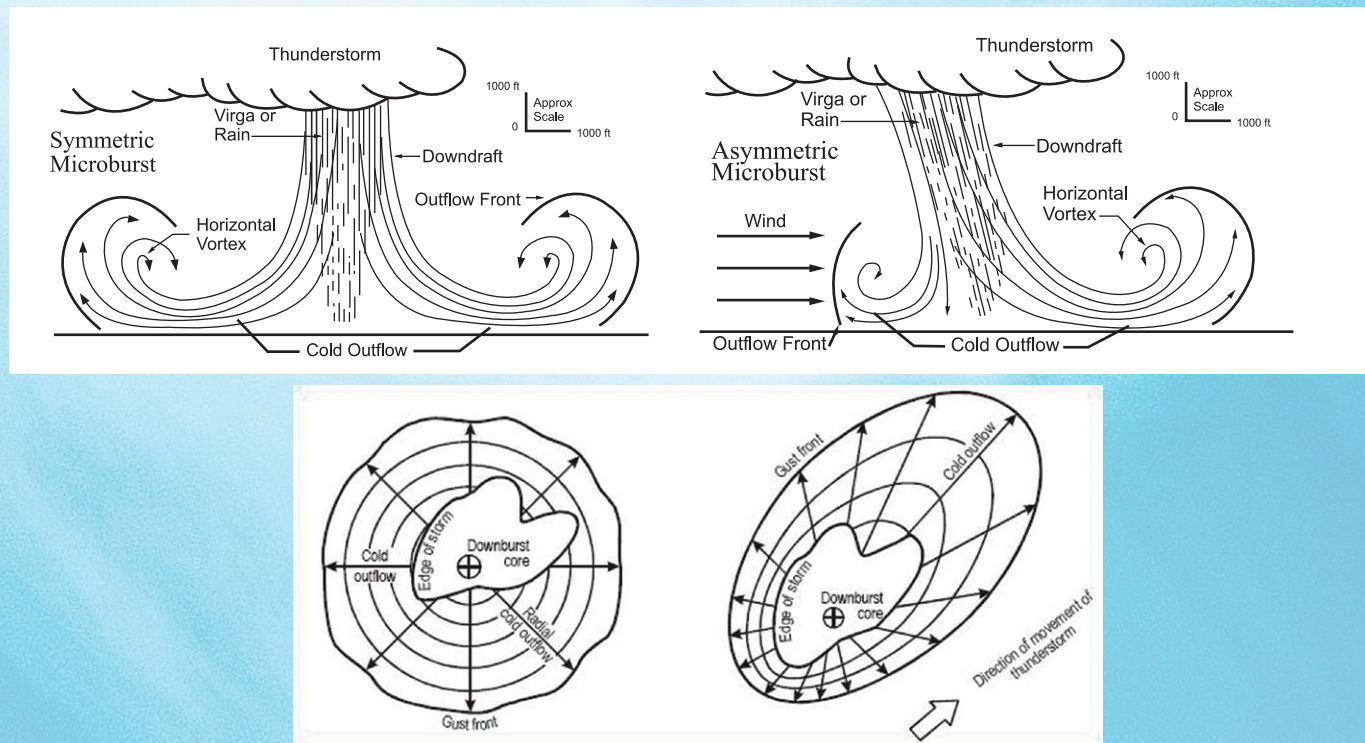 Thunderstorm
1000 ft
Approx
Scale
0
1000 ft
Virga or
Rain
Symmetric
Microburst
Downdraft
Outflow Front
Horizontal
Vortex
Cold Outflow
Thunderstorm
1000 ft
Approx
Scale
0
1000 ft
Virga or
Rain
Asymmetric
Microburst
Downdraft
Horizontal
Vortex
Wind
Outflow Front
Cold Outflow
Edge of storm
Downburst
core
Cold
outflow
Radial
cold outflow
Gust front
Gust front
Cold outflow
Edge of storm
Downburst
core
Direction of movement of
thunderstorm